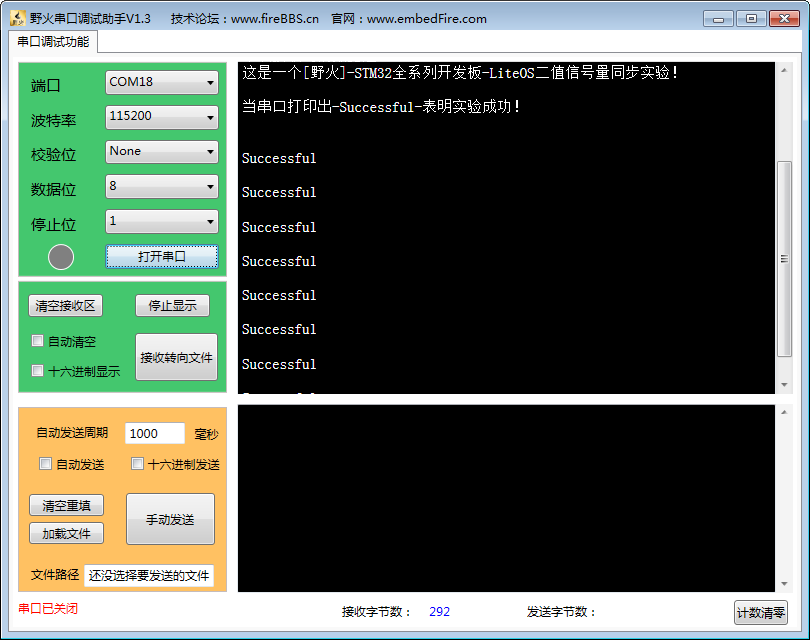 野火串口调试助手V1.3 技术论坛：www.fireBBS.cn 官网：www.embedFire.com
串口调试功能
端口 COM18
波特率 115200
校验位 None
数据位 8
停止位 1
打开串口
清空接收区 停止显示
自动清空
十六进制显示
接收转向文件
这是一个[野火]-STM32全系列开发板-LiteOS二值信号量同步实验！
当串口打印出-Successful-表明实验成功！
Successful
Successful
Successful
Successful
Successful
Successful
Successful
自动发送周期 1000 毫秒
自动发送 十六进制发送
清空重填
加载文件
手动发送
文件路径 还没选择要发送的文件
串口已关闭 接收字节数： 292 发送字节数： 计数清零